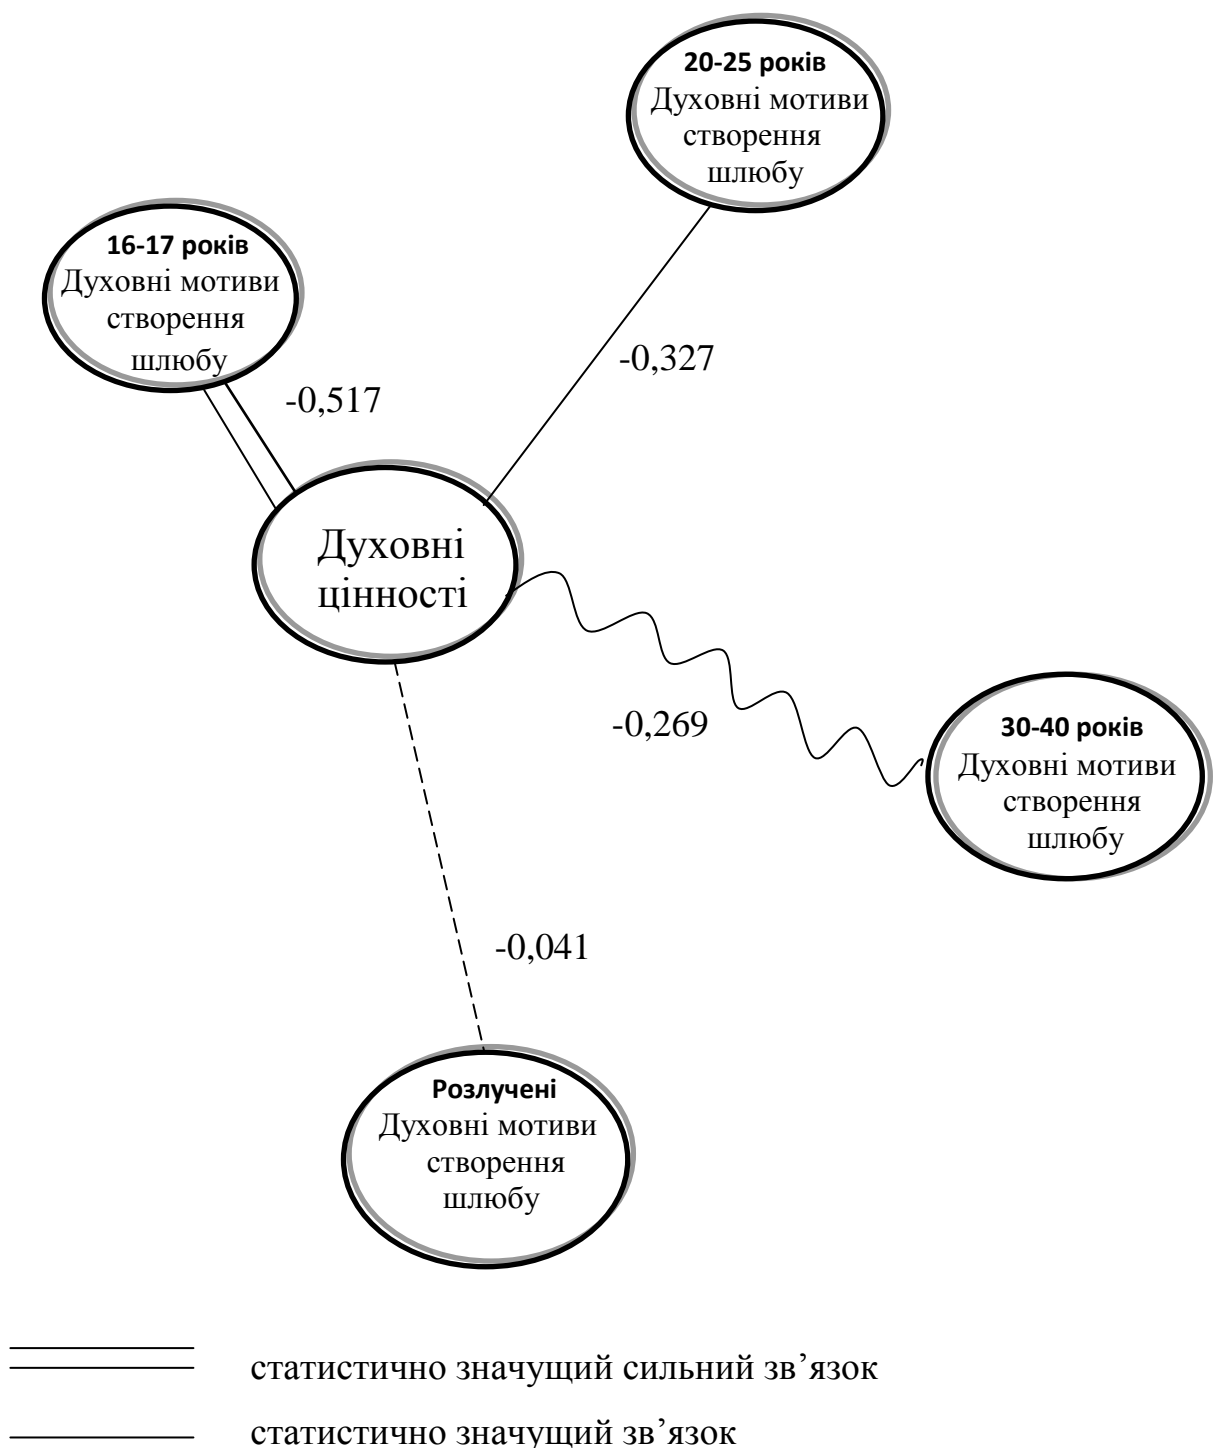 20-25 років
Духовні мотиви
створення
шлюбу
16-17 років
Духовні мотиви
створення
шлюбу
-0,327
-0,517
Духовні
цінності
-0,269
30-40 років
Духовні мотиви
створення
шлюбу
-0,041
Розлучені
Духовні мотиви
створення
шлюбу
статистично значущий сильний зв’язок
статистично значущий зв’язок